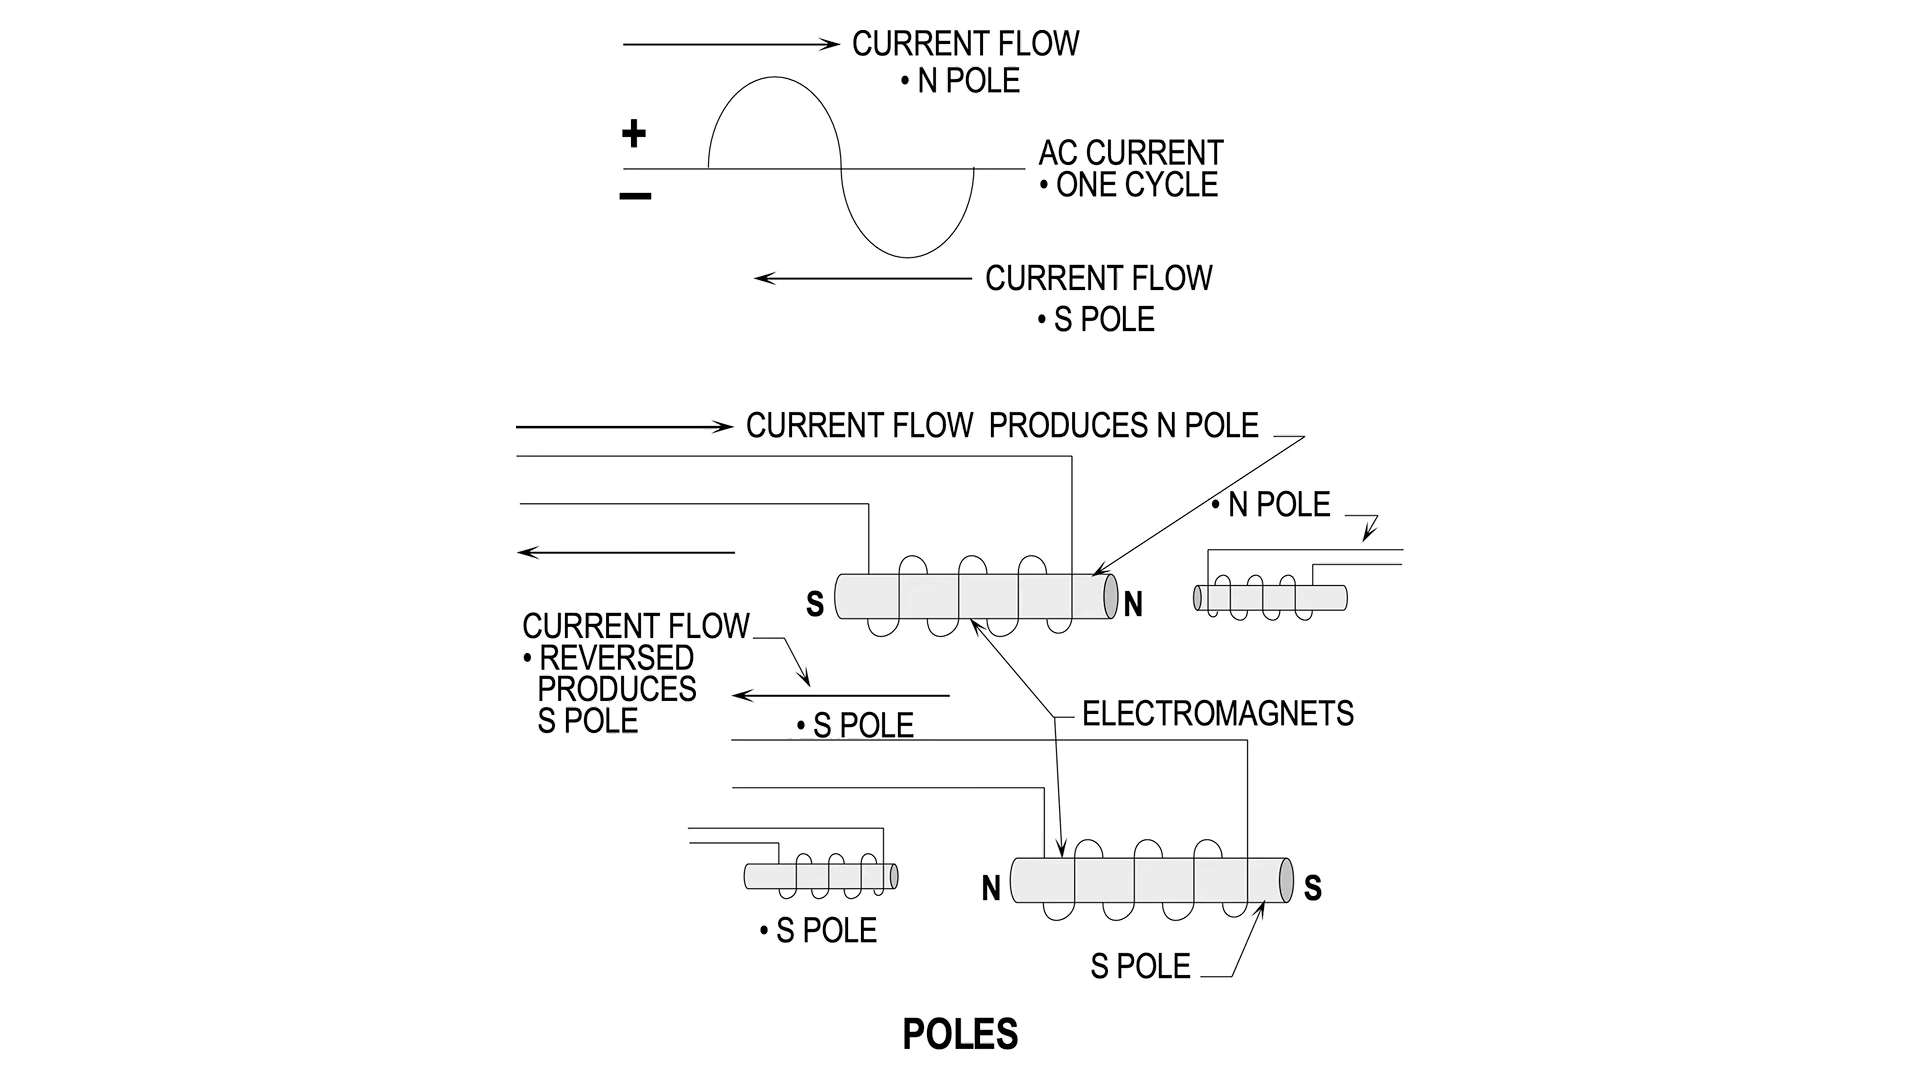 CURRENT FLOW
• N POLE
+
AC CURRENT
• ONE CYCLE
–
CURRENT FLOW
• S POLE
CURRENT FLOW PRODUCES N POLE
• N POLE
S
N
CURRENT FLOW
• REVERSED
PRODUCES
S POLE
• S POLE
ELECTROMAGNETS
N
S
• S POLE
S POLE
POLES